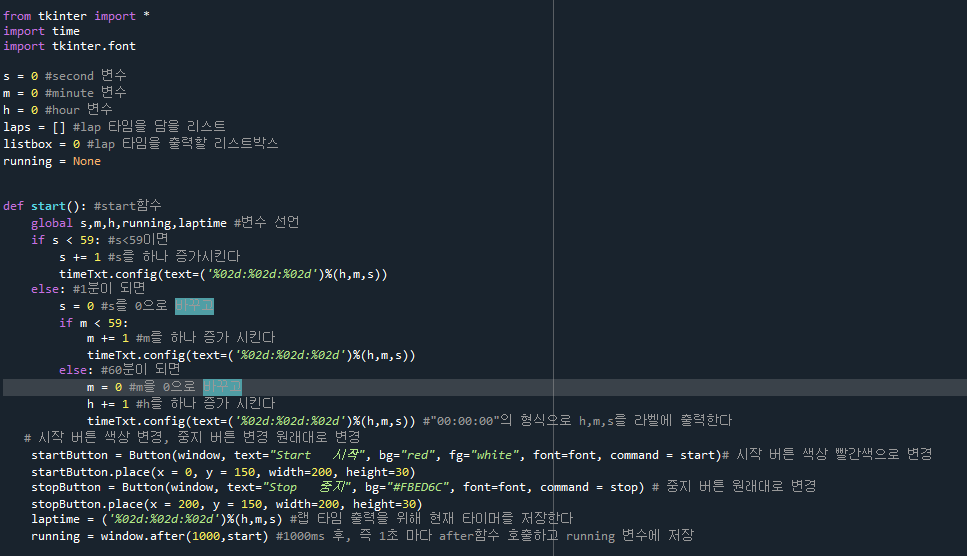 from tkinter import *
import time
import tkinter.font
s = 0 #second 변수
m = 0 #minute 변수
h = 0 #hour 변수
laps = [] #lap 타임을 담을 리스트
listbox = 0 #lap 타임을 출력할 리스트박스
running = None
def start(): #start함수
    global s,m,h,running,laptime #변수 선언
    if s < 59: #s<59이면
        s += 1 #s를 하나 증가시킨다
        timeTxt.config(text=('%02d:%02d:%02d')%(h,m,s))
    else: #1분이 되면
        s = 0 #s를 0으로 바꾸고
        if m < 59:
            m += 1 #m를 하나 증가 시킨다
            timeTxt.config(text=('%02d:%02d:%02d')%(h,m,s))
        else: #60분이 되면
            m = 0 #m을 0으로 바꾸고
            h += 1 #h를 하나 증가 시킨다
            timeTxt.config(text=('%02d:%02d:%02d')%(h,m,s)) #"00:00:00"의 형식으로 h,m,s를 라벨에 출력한다
   # 시작 버튼 색상 변경, 중지 버튼 변경 원래대로 변경
    startButton = Button(window, text="Start   시작", bg="red", fg="white", font=font, command = start)# 시작 버튼 색상 빨간색으로 변경
    startButton.place(x = 0, y = 150, width=200, height=30)
    stopButton = Button(window, text="Stop   중지", bg="#FBED6C", font=font, command = stop) # 중지 버튼 원래대로 변경
    stopButton.place(x = 200, y = 150, width=200, height=30)
    laptime = ('%02d:%02d:%02d')%(h,m,s) #랩 타임 출력을 위해 현재 타이머를 저장한다
    running = window.after(1000,start) #1000ms 후, 즉 1초 마다 after함수 호출하고 running 변수에 저장